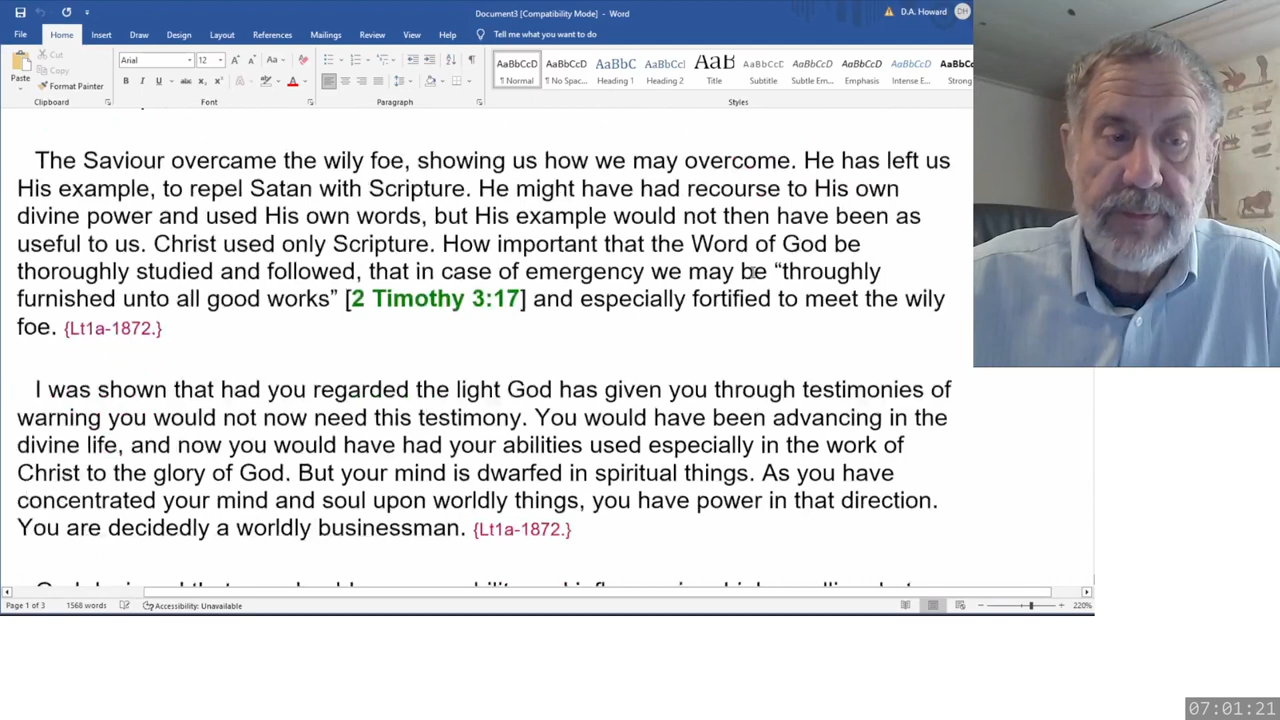 Document3 [Compatibility Mode] - Word
D.A. Howard
DH
File Home Insert Draw Design Layout References Mailings Review View Help Tell me what you want to do
Paste
Cut
Copy
Format Painter
Clipboard
Arial 12
Font
Paragraph
AaBbCcD AaBbCcD AaBbC AaBbCcI AaB AaBbCcD AaBbCcD AaBbCcD AaBbCcD AaBbCc
¶ Normal ¶ No Spac... Heading 1 Heading 2 Title Subtitle Subtle Em... Emphasis Intense E... Strong
Styles
The Saviour overcame the wily foe, showing us how we may overcome. He has left us
His example, to repel Satan with Scripture. He might have had recourse to His own
divine power and used His own words, but His example would not then have been as
useful to us. Christ used only Scripture. How important that the Word of God be
thoroughly studied and followed, that in case of emergency we may be “throughly
furnished unto all good works” [2 Timothy 3:17] and especially fortified to meet the wily
foe. {Lt1a-1872.}
I was shown that had you regarded the light God has given you through testimonies of
warning you would not now need this testimony. You would have been advancing in the
divine life, and now you would have had your abilities used especially in the work of
Christ to the glory of God. But your mind is dwarfed in spiritual things. As you have
concentrated your mind and soul upon worldly things, you have power in that direction.
You are decidedly a worldly businessman. {Lt1a-1872.}
Page 1 of 3 1568 words Accessibility: Unavailable 220%
07:01:21